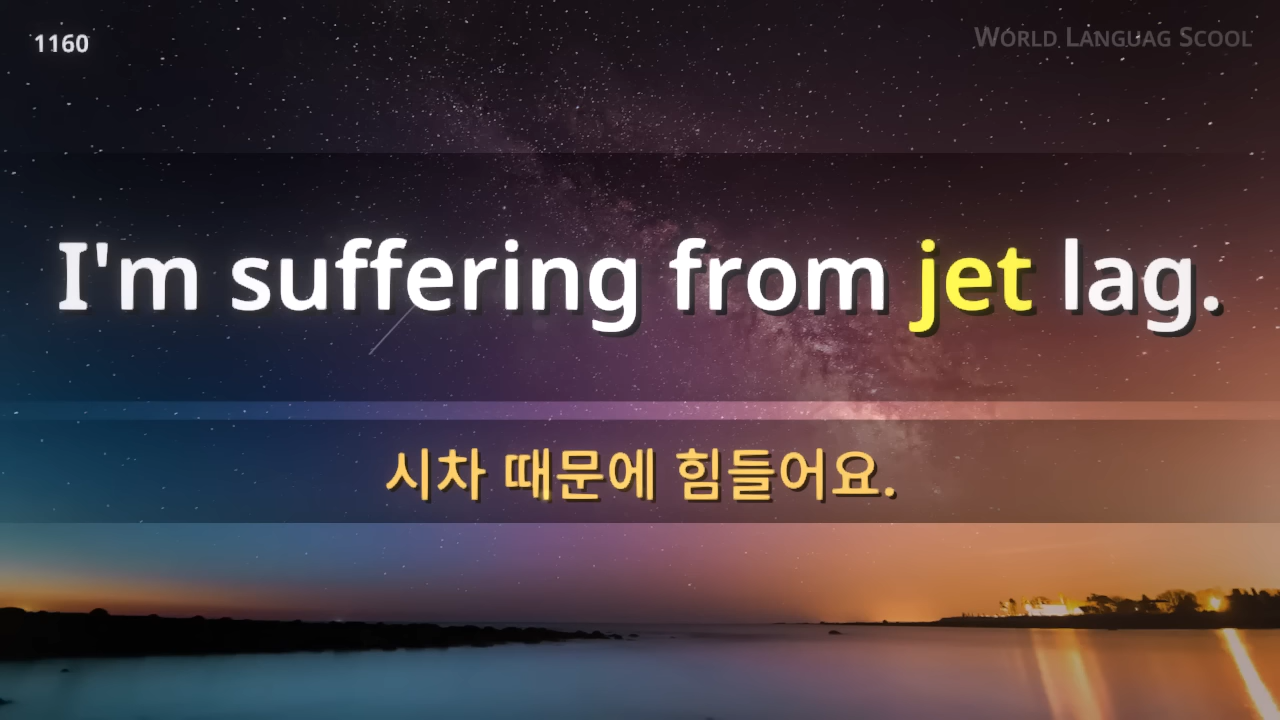 1160
World Languag Scool
I'm suffering from jet lag.
시차 때문에 힘들어요.